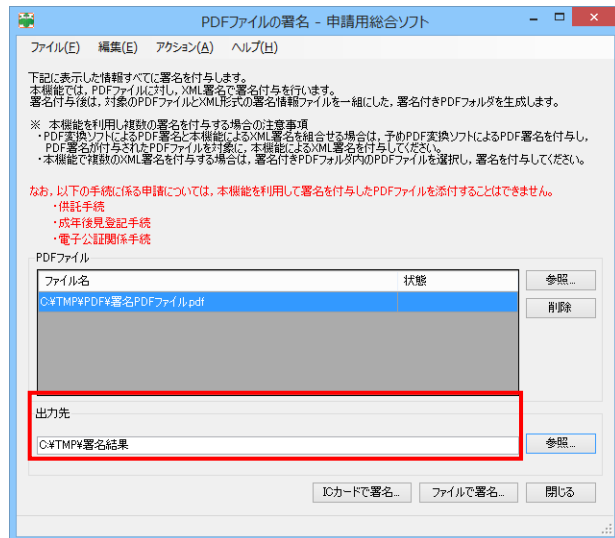 PDFファイルの署名 - 申請用総合ソフト
ファイル(F) 編集(E) アクション(A) ヘルプ(H)
下記に表示した情報すべてに署名を付与します。
本機能では，PDFファイルに対し，XML署名で署名付与を行います。
署名付与後は，対象のPDFファイルとXML形式の署名情報ファイルを一組にした，署名付きPDFフォルダを生成します。
※ 本機能を利用し複数の署名を付与する場合の注意事項
・PDF変換ソフトによるPDF署名と本機能によるXML署名を組合せる場合は，予めPDF変換ソフトによるPDF署名を付与し，
PDF署名が付与されたPDFファイルを対象に，本機能によるXML署名を付与してください。
・本機能で複数のXML署名を付与する場合は，署名付きPDFフォルダ内のPDFファイルを選択し，署名を付与してください。
なお，以下の手続に係る申請については，本機能を利用して署名を付与したPDFファイルを添付することはできません。
・供託手続
・成年後見登記手続
・電子公証関係手続
PDFファイル
ファイル名 状態 参照...
C:¥TMP¥PDF¥署名PDFファイル.pdf 削除
出力先
C:¥TMP¥署名結果 参照...
ICカードで署名... ファイルで署名... 閉じる